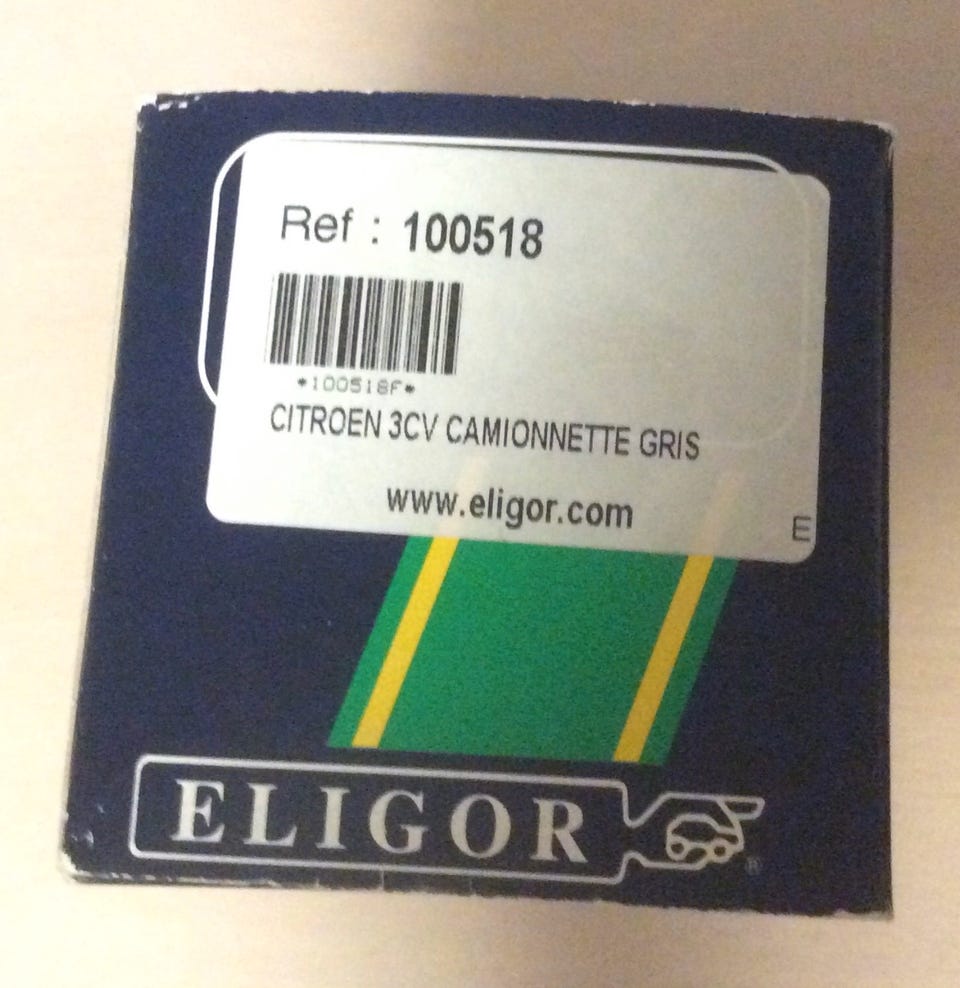 Ref : 100518
*100518F*
CITROEN 3CV CAMIONNETTE GRIS
www.eligor.com
E
ELIGOR
®